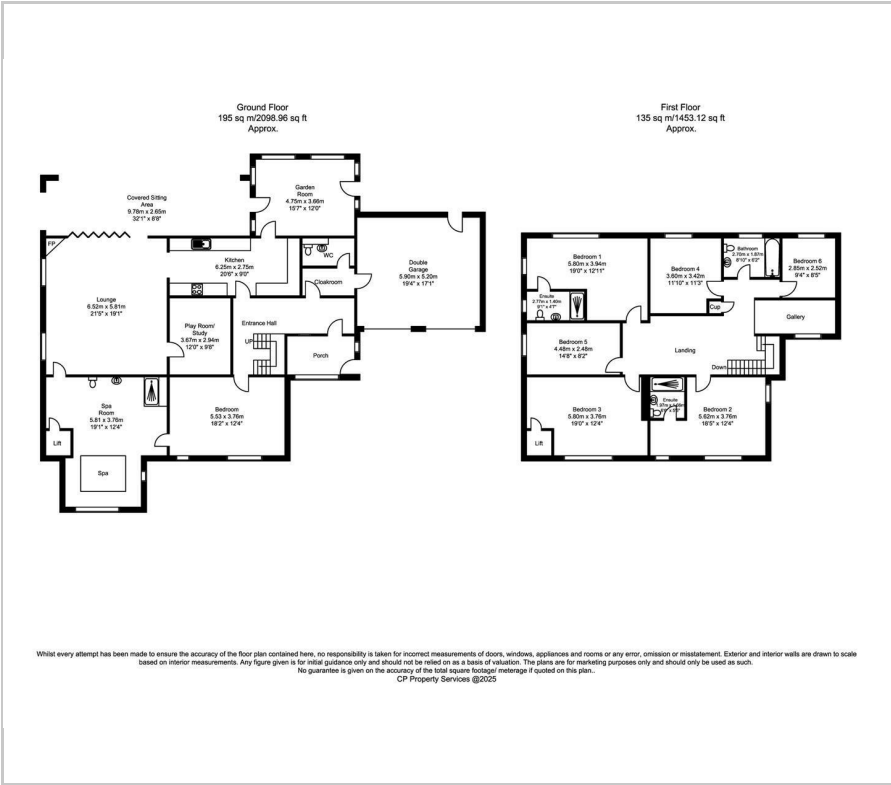 Ground Floor
195 sq m/2098.96 sq ft
Approx.
First Floor
135 sq m/1453.12 sq ft
Approx.
Covered Sitting
Area
9.78m x 2.65m
32'1" x 8'8"
Garden
Room
4.75m x 3.66m
15'7" x 12'0"
FP
Kitchen
6.25m x 2.75m
20'6" x 9'0"
WC
Cloakroom
Double
Garage
5.90m x 5.20m
19'4" x 17'1"
Lounge
6.52m x 5.81m
21'5" x 19'1"
Play Room/
Study
3.67m x 2.94m
12'0" x 9'8"
Entrance Hall
UP
Porch
Spa
Room
5.81 x 3.76m
19'1" x 12'4"
Lift
Spa
Bedroom
5.53 x 3.76m
18'2" x 12'4"
Bedroom 1
5.80m x 3.94m
19'0" x 12'11"
Ensuite
2.77m x 1.40m
9'1" x 4'7"
Bedroom 4
3.60m x 3.42m
11'10" x 11'3"
Bathroom
2.70m x 1.87m
8'10" x 6'2"
Bedroom 6
2.85m x 2.52m
9'4" x 8'5"
Cup
Gallery
Bedroom 5
4.48m x 2.48m
14'8" x 8'2"
Landing
Down
Bedroom 3
5.80m x 3.76m
19'0" x 12'4"
Lift
Ensuite
Bedroom 2
5.62m x 3.76m
18'5" x 12'4"
Whilst every attempt has been made to ensure the accuracy of the floor plan contained here, no responsibility is taken for incorrect measurements of doors, windows, appliances and rooms or any error, omission or misstatement. Exterior and interior walls are drawn to scale
based on interior measurements. Any figure given is for initial guidance only and should not be relied on as a basis of valuation. The plans are for marketing purposes only and should only be used as such.
No guarantee is given on the accuracy of the total square footage/ meterage if quoted on this plan..
CP Property Services @2025